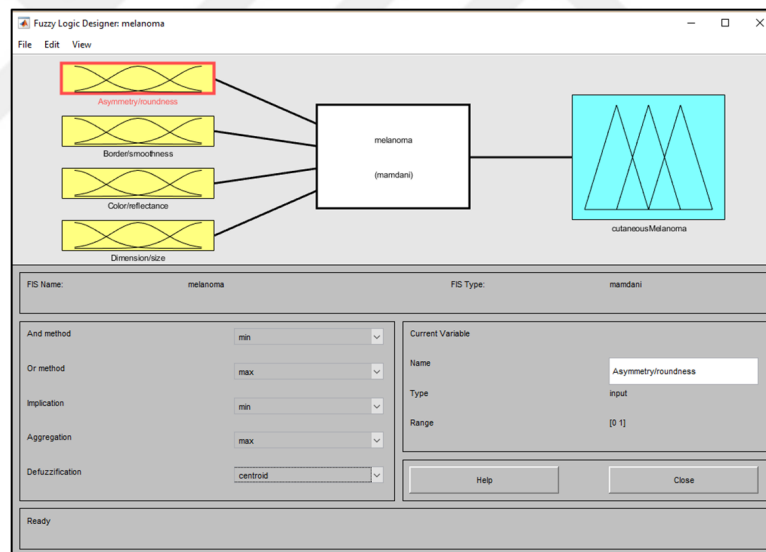 Fuzzy Logic Designer: melanoma
File Edit View
Asymmetry/roundness
Border/smoothness
Color/reflectance
Dimension/size
melanoma
(mamdani)
cutaneousMelanoma
FIS Name: melanoma FIS Type: mamdani
And method min
Or method max
Implication min
Aggregation max
Defuzzification centroid
Current Variable
Name Asymmetry/roundness
Type input
Range [0 1]
Help Close
Ready